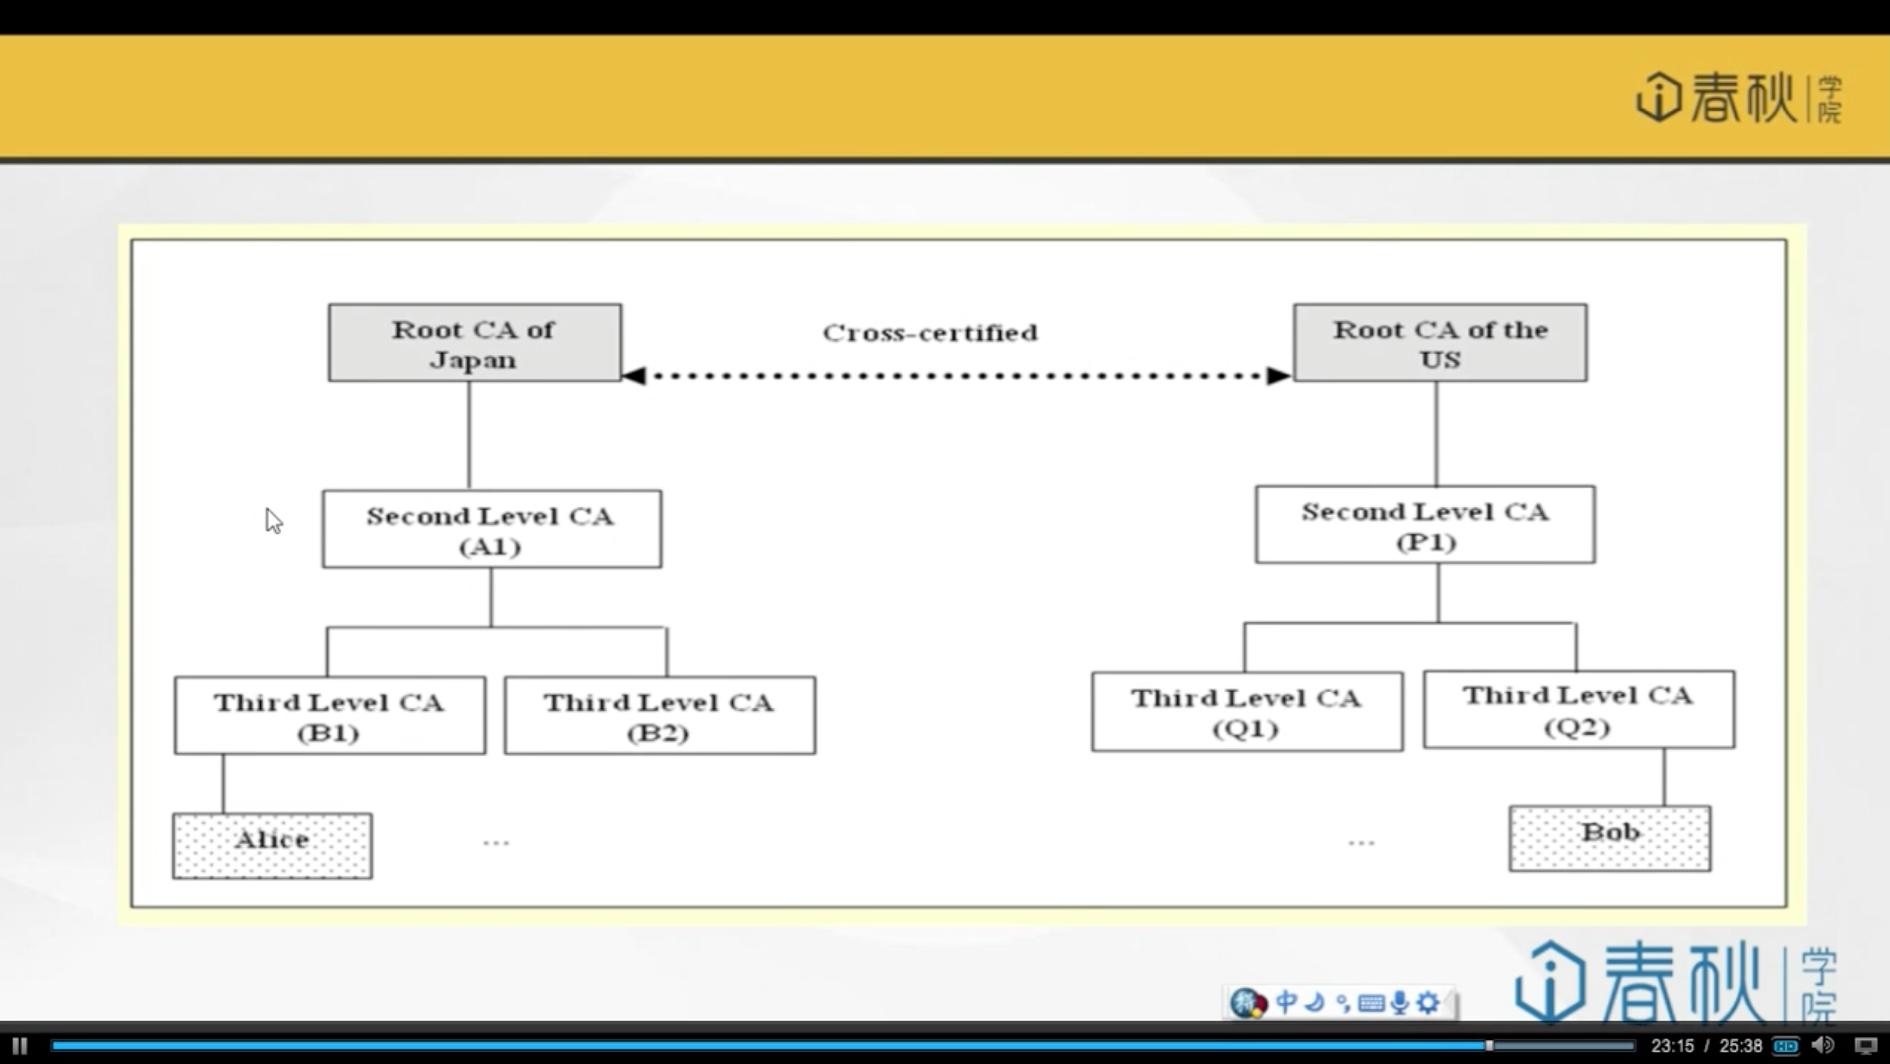 春秋 学院
Root CA of
Japan
Cross-certified
Root CA of the
US
Second Level CA
(A1)
Second Level CA
(P1)
Third Level CA
(B1)
Third Level CA
(B2)
Third Level CA
(Q1)
Third Level CA
(Q2)
Alice
...
...
Bob
春秋 学院
中
23:15 / 25:38 HD